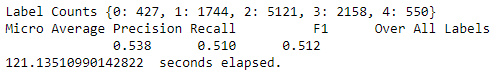 Label Counts {0: 427, 1: 1744, 2: 5121, 3: 2158, 4: 550}
Micro Average Precision Recall F1 Over All Labels
0.538 0.510 0.512
121.13510990142822 seconds elapsed.